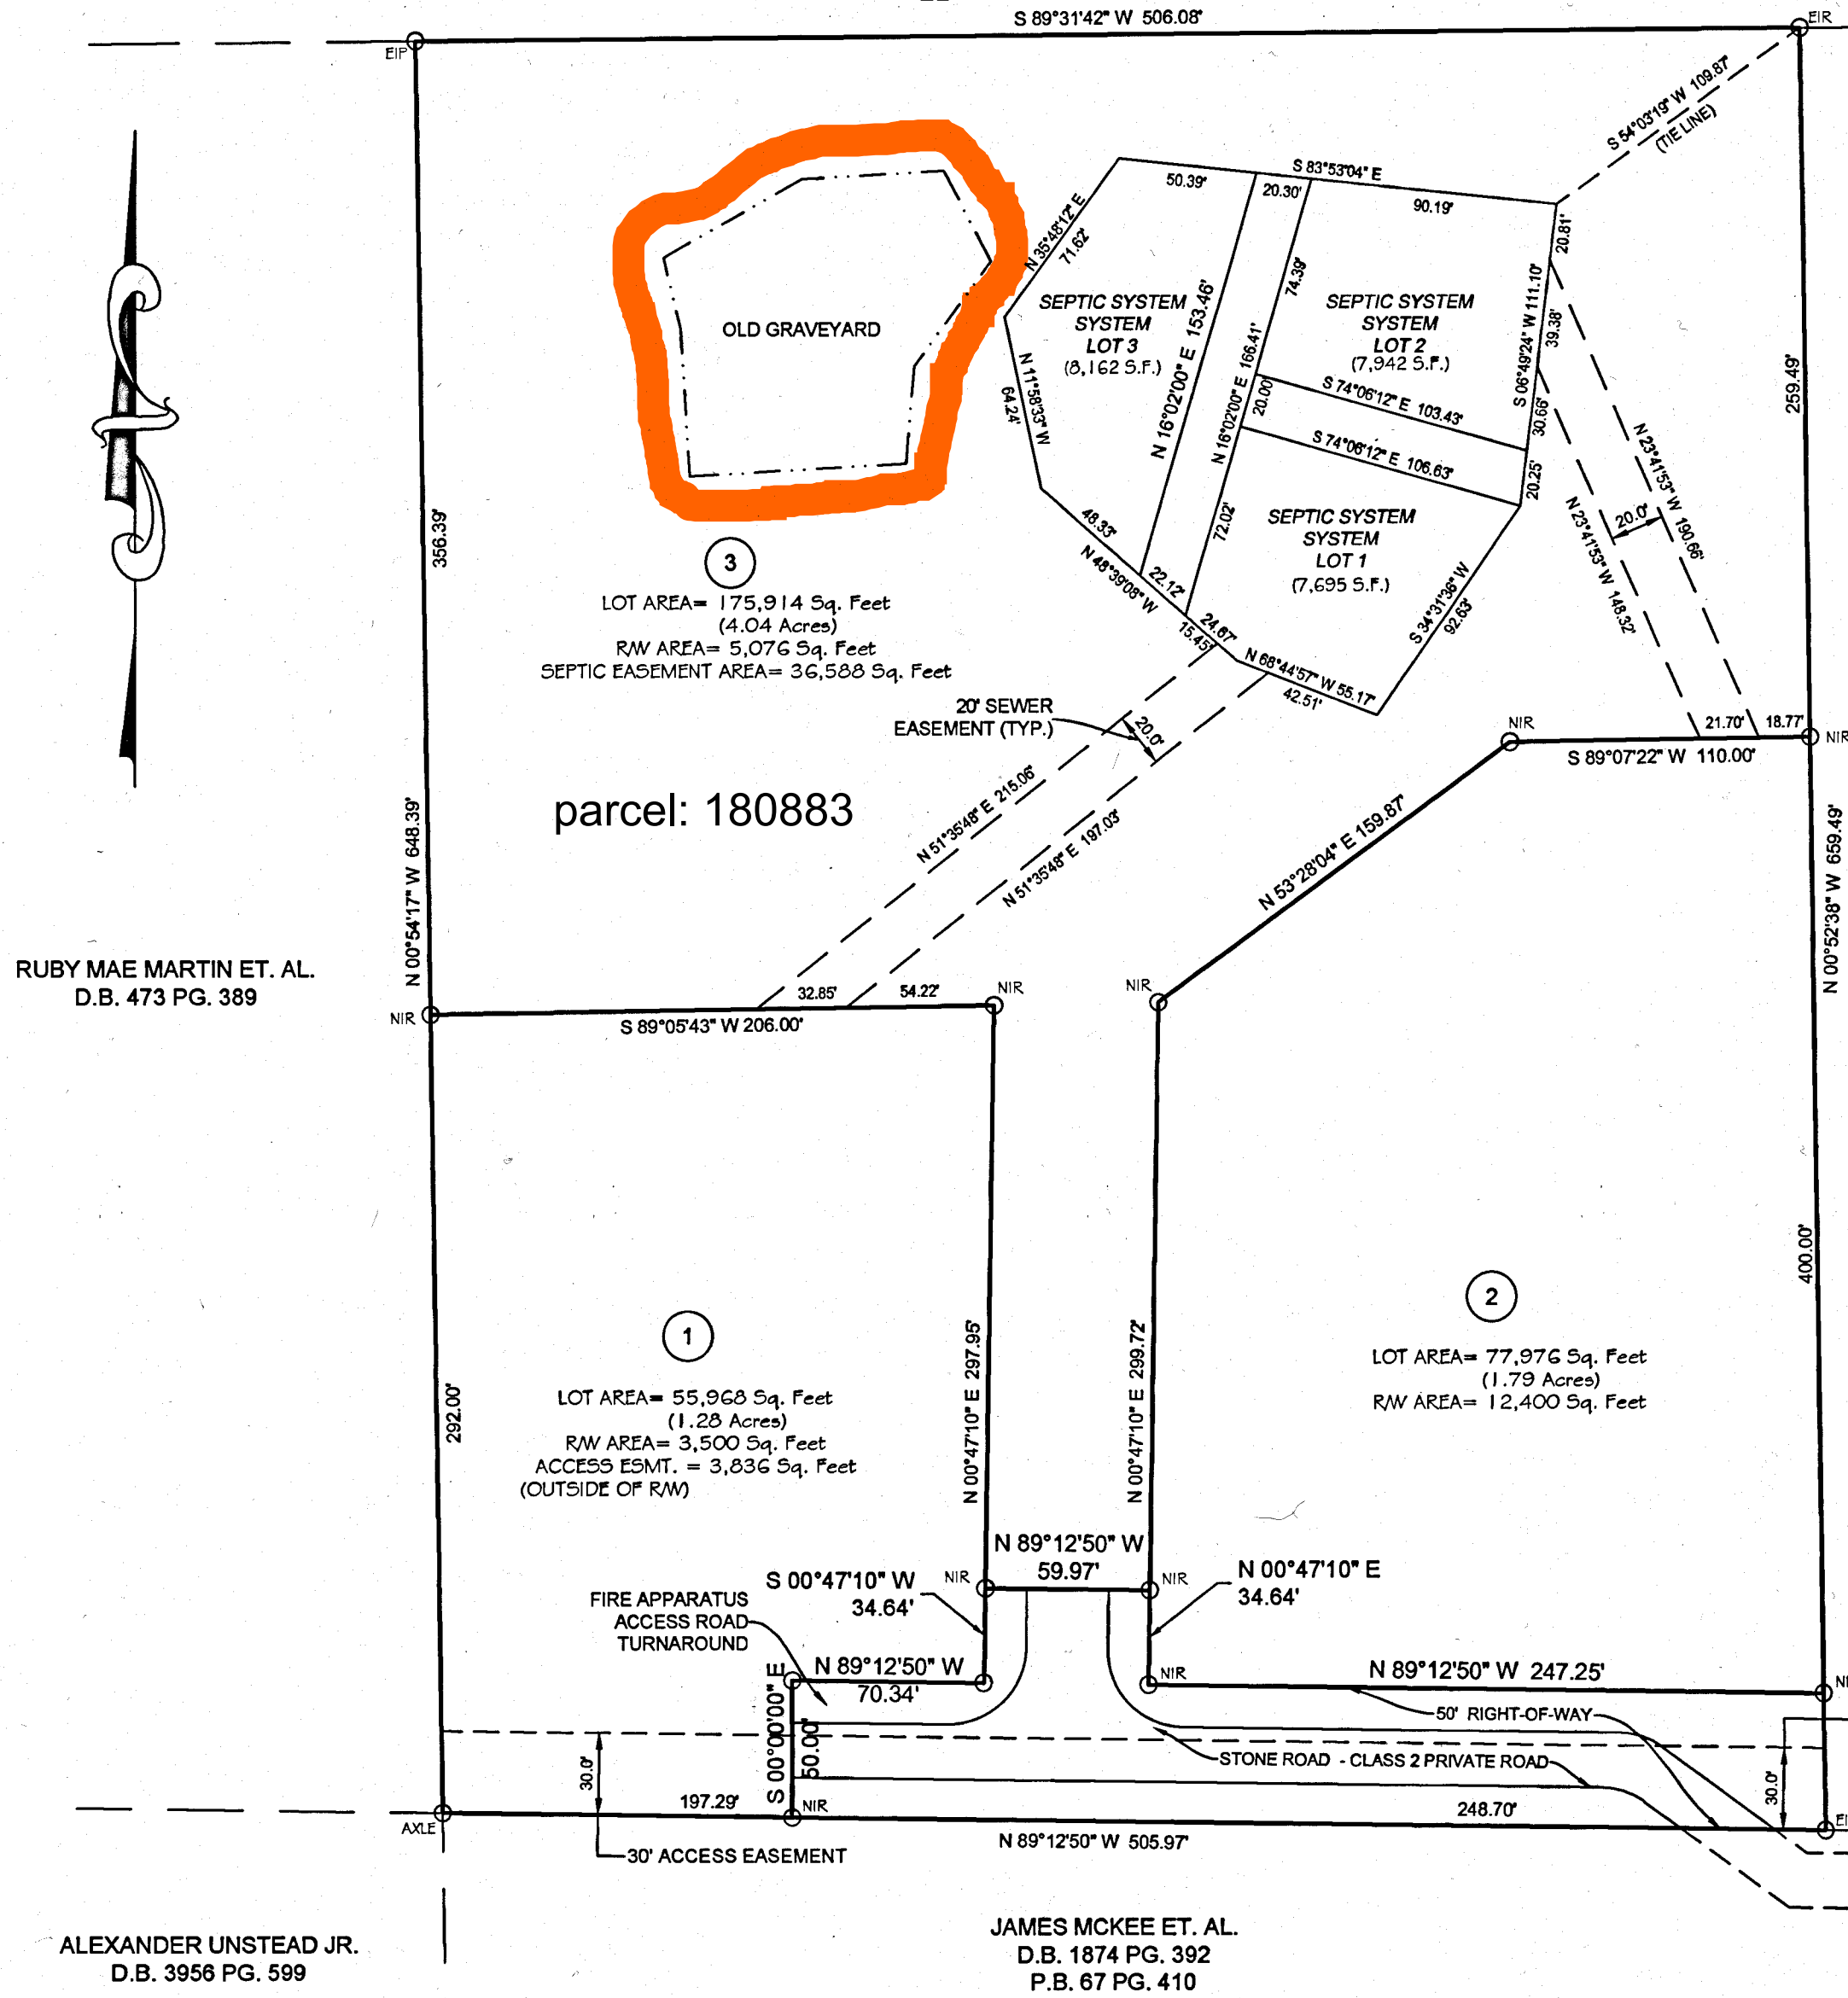 S 89°31'42" W 506.08'
EIR
EIP
S 54°03'19" W 109.87'
(TIE LINE)
S 83°53'04" E
50.39'
20.30'
90.19'
N 35°48'12" E
71.62'
20.81'
74.39'
SEPTIC SYSTEM
SYSTEM
LOT 3
(8,162 S.F.)
SEPTIC SYSTEM
SYSTEM
LOT 2
(7,942 S.F.)
OLD GRAVEYARD
N 16°02'00" E 153.46'
N 16°02'00" E 166.41'
S 06°49'24" W 111.10'
39.38'
259.49'
N 11°58'33" W
64.24'
20.00'
S 74°06'12" E 103.43'
30.66'
S 74°06'12" E 106.63'
20.25'
N 23°41'53" W 190.66'
20.0'
N 23°41'53" W 148.32'
356.39'
48.33'
N 48°39'08" W
72.02'
SEPTIC SYSTEM
SYSTEM
LOT 1
(7,695 S.F.)
22.12'
24.67'
15.45'
S 34°31'36" W
92.63'
3
LOT AREA= 175,914 Sq. Feet
(4.04 Acres)
R/W AREA= 5,076 Sq. Feet
SEPTIC EASEMENT AREA= 36,588 Sq. Feet
N 68°44'57" W 55.17'
42.51'
20' SEWER
EASEMENT (TYP.)
20.0'
NIR
21.70'
18.77'
NIR
S 89°07'22" W 110.00'
parcel: 180883
N 51°35'48" E 215.06'
N 51°35'48" E 197.03'
N 53°28'04" E 159.87'
N 00°54'17" W 648.39'
N 00°52'38" W 659.49'
RUBY MAE MARTIN ET. AL.
D.B. 473 PG. 389
NIR
32.85'
54.22'
NIR
NIR
S 89°05'43" W 206.00'
400.00'
1
LOT AREA= 55,968 Sq. Feet
(1.28 Acres)
R/W AREA= 3,500 Sq. Feet
ACCESS ESMT. = 3,836 Sq. Feet
(OUTSIDE OF R/W)
292.00'
N 00°47'10" E 297.95'
N 00°47'10" E 299.72'
2
LOT AREA= 77,976 Sq. Feet
(1.79 Acres)
R/W AREA= 12,400 Sq. Feet
N 89°12'50" W
59.97'
S 00°47'10" W
34.64'
NIR
NIR
N 00°47'10" E
34.64'
FIRE APPARATUS
ACCESS ROAD
TURNAROUND
N 89°12'50" W
70.34'
NIR
N 89°12'50" W 247.25'
S 00°00'00" E
50.00'
50' RIGHT-OF-WAY
STONE ROAD - CLASS 2 PRIVATE ROAD
30.0'
30.0'
197.29'
NIR
248.70'
AXLE
N 89°12'50" W 505.97'
30' ACCESS EASEMENT
ALEXANDER UNSTEAD JR.
D.B. 3956 PG. 599
JAMES MCKEE ET. AL.
D.B. 1874 PG. 392
P.B. 67 PG. 410